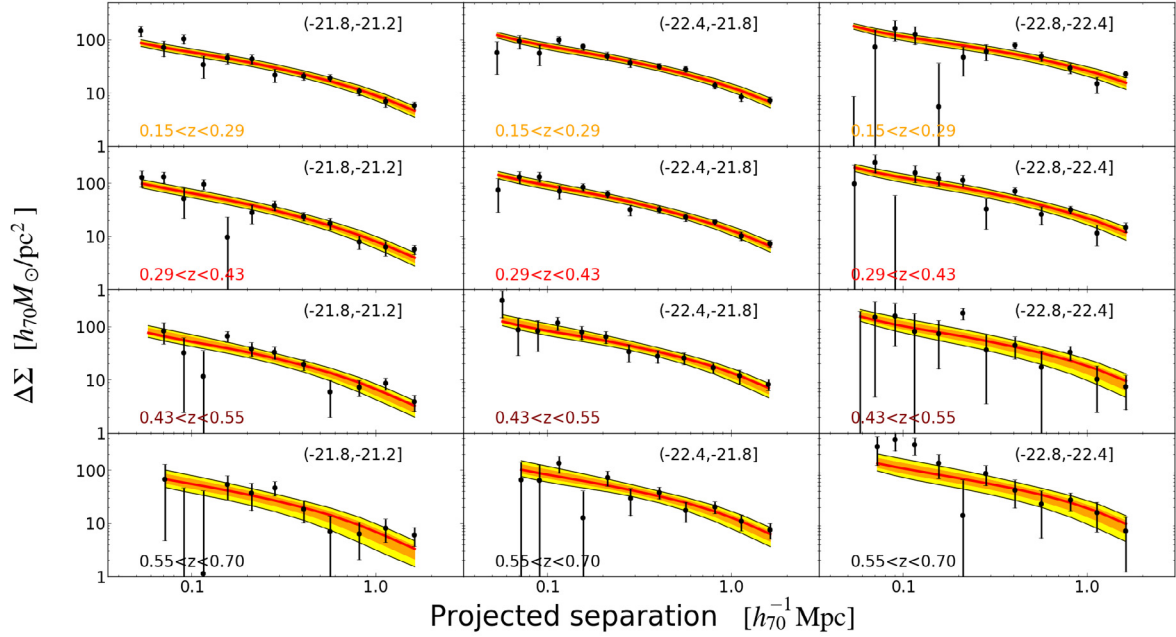 (-21.8,-21.2] (-22.4,-21.8] (-22.8,-22.4]
100
10
1
0.15<z<0.29 0.15<z<0.29 0.15<z<0.29
(-21.8,-21.2] (-22.4,-21.8] (-22.8,-22.4]
100
10
1
0.29<z<0.43 0.29<z<0.43 0.29<z<0.43
(-21.8,-21.2] (-22.4,-21.8] (-22.8,-22.4]
100
10
1
0.43<z<0.55 0.43<z<0.55 0.43<z<0.55
(-21.8,-21.2] (-22.4,-21.8] (-22.8,-22.4]
100
10
1
0.55<z<0.70 0.55<z<0.70 0.55<z<0.70
0.1 1.0 0.1 1.0 0.1 1.0
ΔΣ [h₇₀M☉/pc²]
Projected separation [h₇₀⁻¹ Mpc]